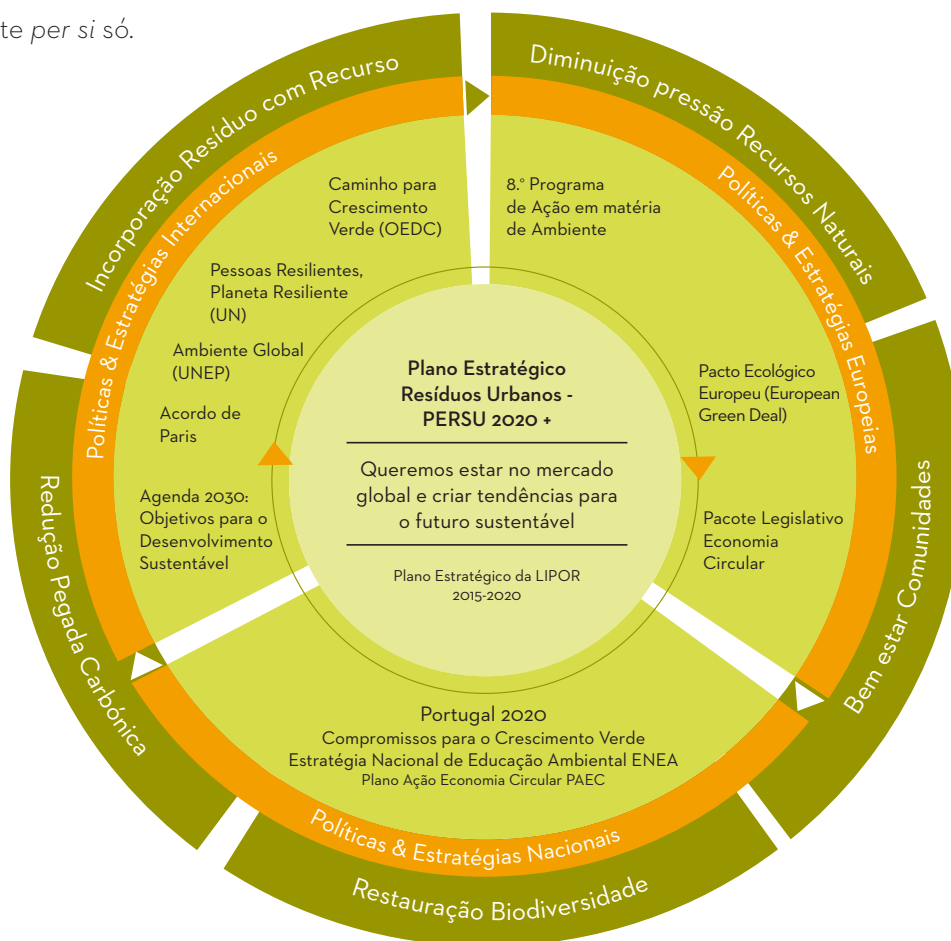 te per si só.
Incorporação Resíduo com Recurso
Diminuição pressão Recursos Naturais
Bem estar Comunidades
Restauração Biodiversidade
Redução Pegada Carbónica
Políticas & Estratégias Internacionais
Caminho para
Crescimento
Verde (OEDC)
Pessoas Resilientes,
Planeta Resiliente
(UN)
Ambiente Global
(UNEP)
Acordo de
Paris
Agenda 2030:
Objetivos para o
Desenvolvimento
Sustentável
Políticas & Estratégias Europeias
8.º Programa
de Ação em matéria
de Ambiente
Pacto Ecológico
Europeu (European
Green Deal)
Pacote Legislativo
Economia
Circular
Plano Estratégico
Resíduos Urbanos -
PERSU 2020 +
Queremos estar no mercado
global e criar tendências para
o futuro sustentável
Plano Estratégico da LIPOR
2015-2020
Portugal 2020
Compromissos para o Crescimento Verde
Estratégia Nacional de Educação Ambiental ENEA
Plano Ação Economia Circular PAEC
Políticas & Estratégias Nacionais